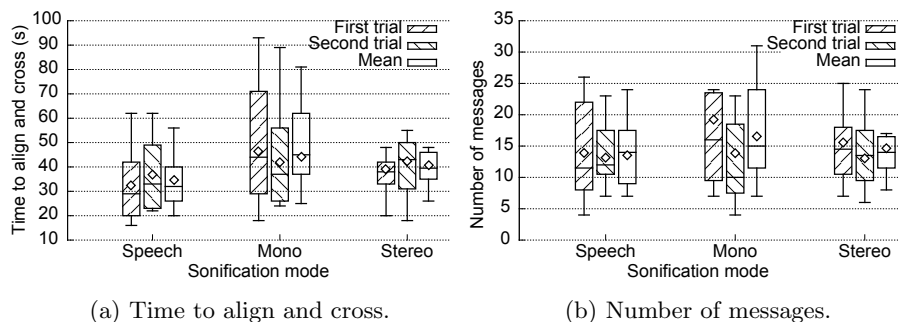 First trial
Second trial
Mean
100
90
80
70
60
50
40
30
20
10
Time to align and cross (s)
Speech Mono Stereo
Sonification mode
(a) Time to align and cross.
First trial
Second trial
Mean
35
30
25
20
15
10
5
0
Number of messages
Speech Mono Stereo
Sonification mode
(b) Number of messages.